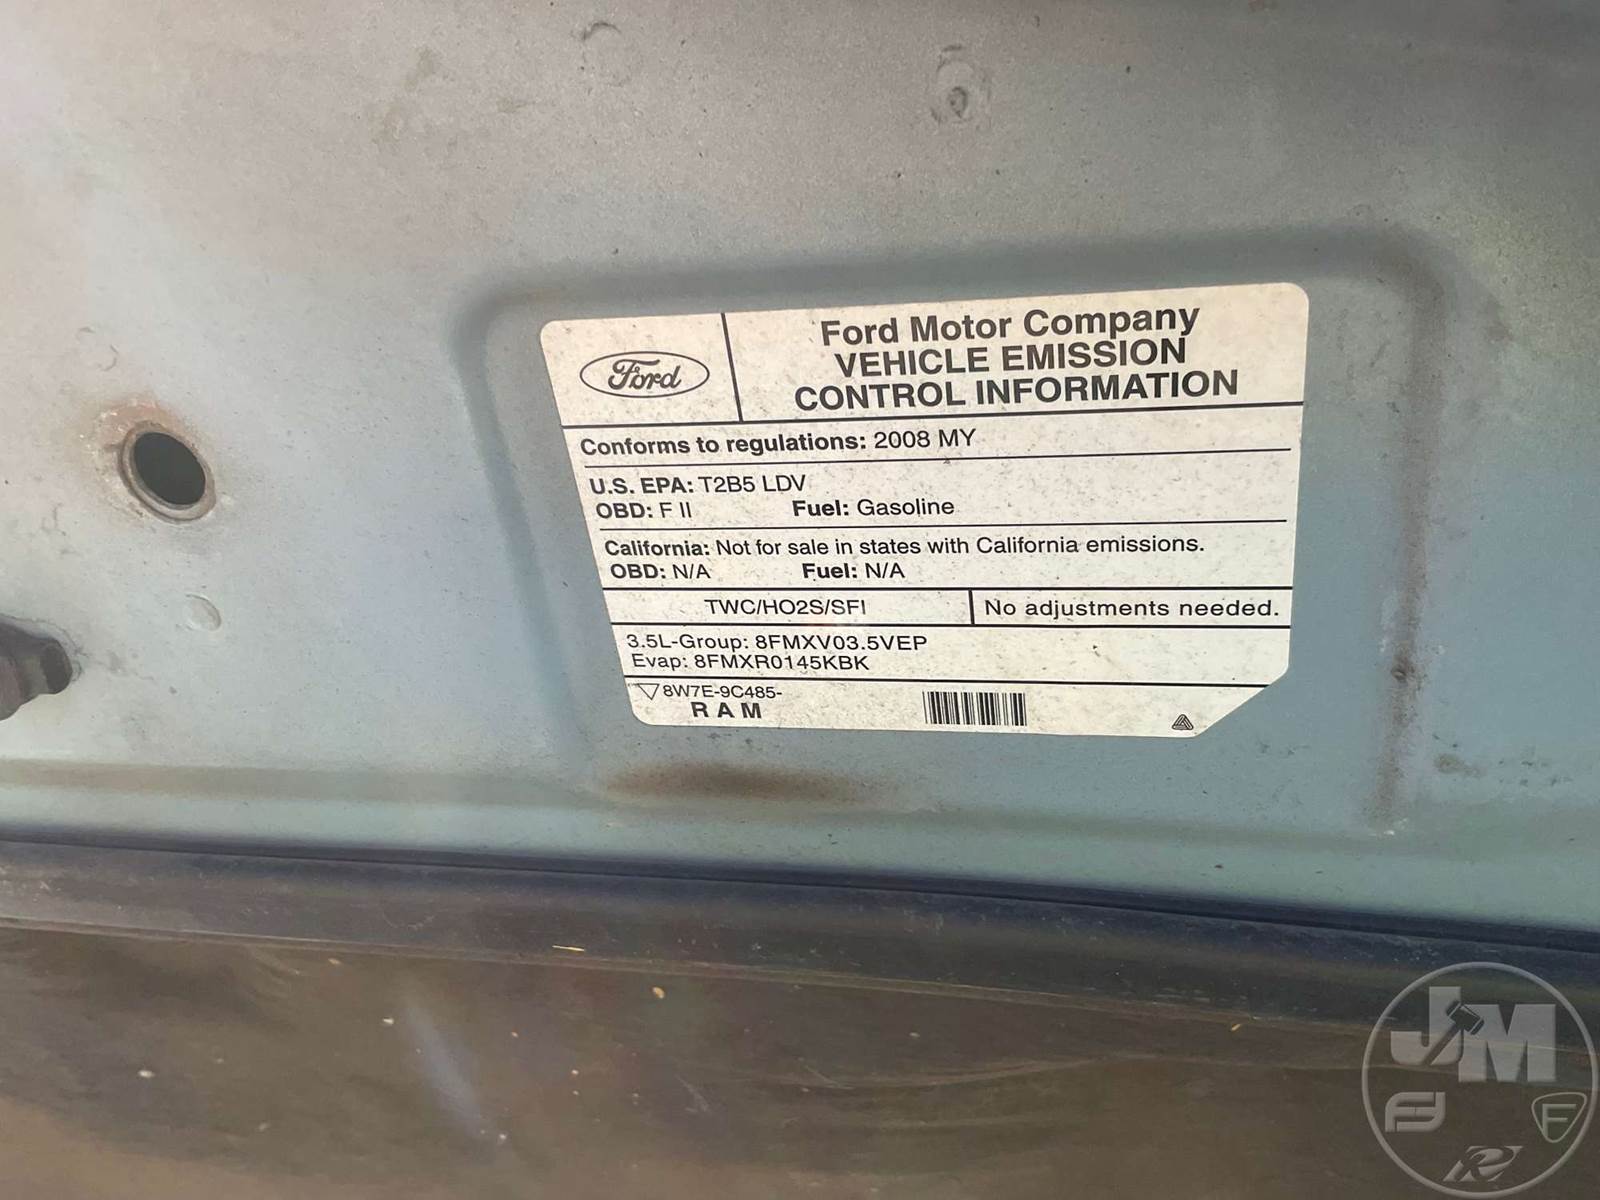 Ford
Ford Motor Company
VEHICLE EMISSION
CONTROL INFORMATION
Conforms to regulations: 2008 MY
U.S. EPA: T2B5 LDV
OBD: F II Fuel: Gasoline
California: Not for sale in states with California emissions.
OBD: N/A Fuel: N/A
TWC/HO2S/SFI No adjustments needed.
3.5L-Group: 8FMXV03.5VEP
Evap: 8FMXR0145KBK
8W7E-9C485-
R A M
JM